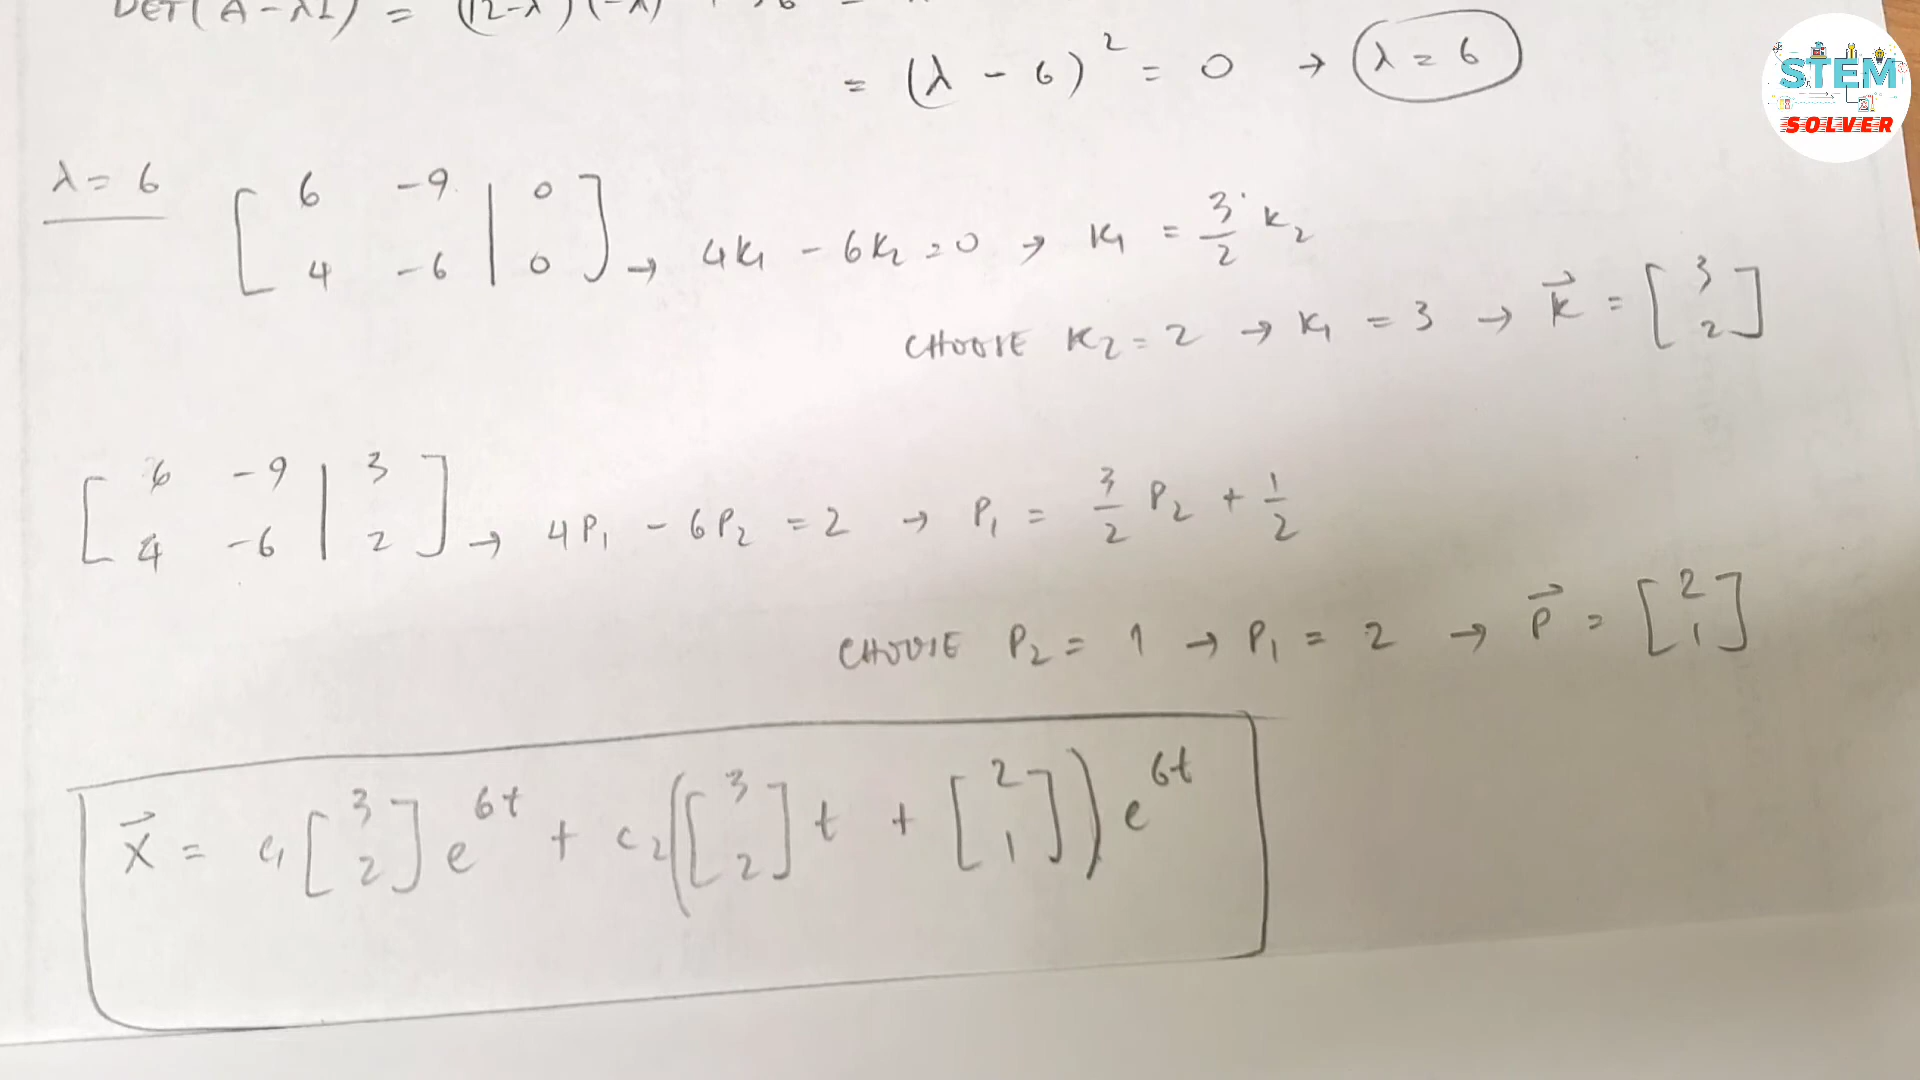 DET(A - λI) = (12-λ)(-λ)
= (λ - 6)² = 0 → λ = 6
STEM
SOLVER
λ = 6 [6 -9 | 0; 4 -6 | 0] → 4k₁ - 6k₂ = 0 → k₁ = 3/2 k₂
CHOOSE k₂ = 2 → k₁ = 3 → k⃗ = [3; 2]
[6 -9 | 3; 4 -6 | 2] → 4P₁ - 6P₂ = 2 → P₁ = 3/2 P₂ + 1/2
CHOOSE P₂ = 1 → P₁ = 2 → P⃗ = [2; 1]
X⃗ = c₁ [3; 2] e^6t + c₂ ([3; 2] t + [2; 1]) e^6t